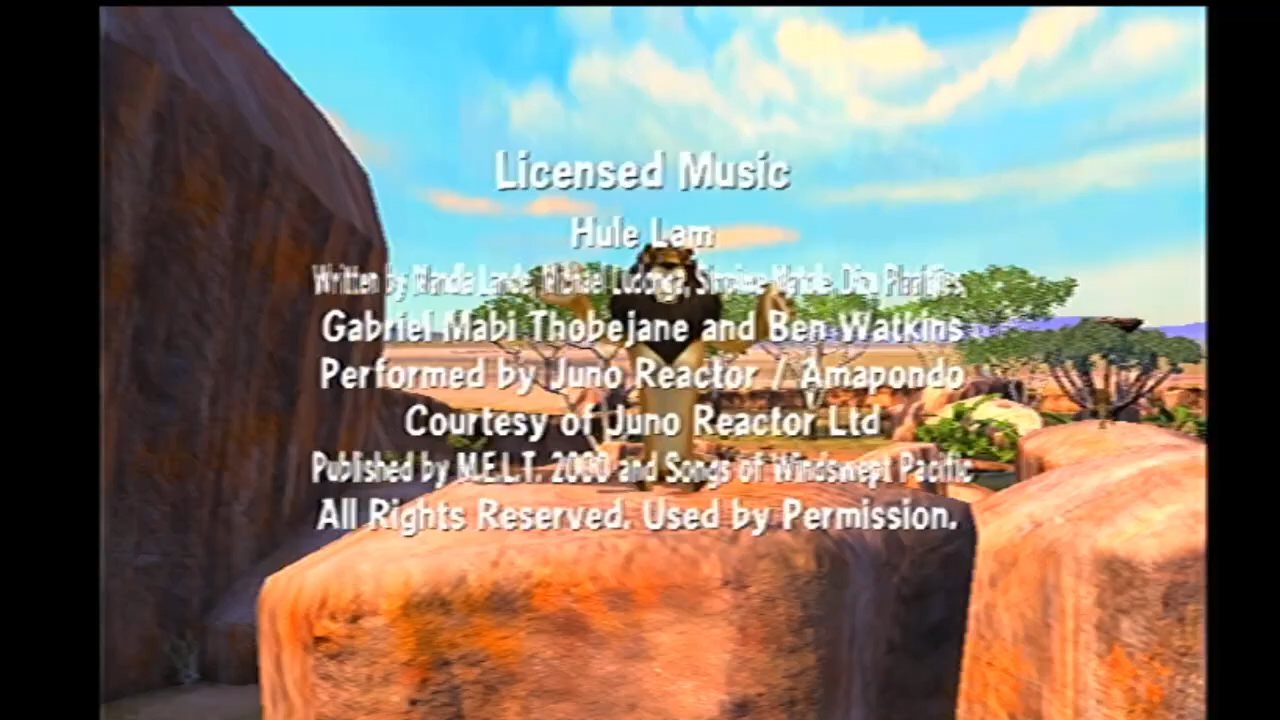 Licensed Music
Hule Lam
Written by
Gabriel Mabi Thobejane and Ben Watkins
Performed by Juno Reactor / Amapondo
Courtesy of Juno Reactor Ltd
Published by M.E.L.T. 2000 and Songs of Windswept Pacific
All Rights Reserved. Used by Permission.